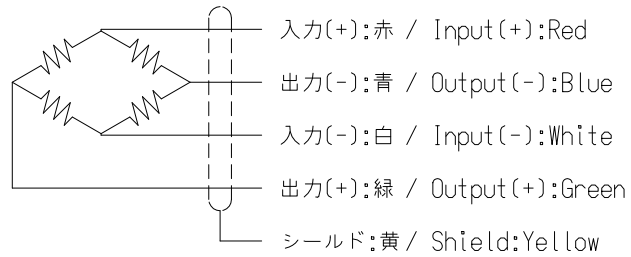 入力(+):赤 / Input(+):Red
出力(-):青 / Output(-):Blue
入力(-):白 / Input(-):White
出力(+):緑 / Output(+):Green
シールド:黄 / Shield:Yellow